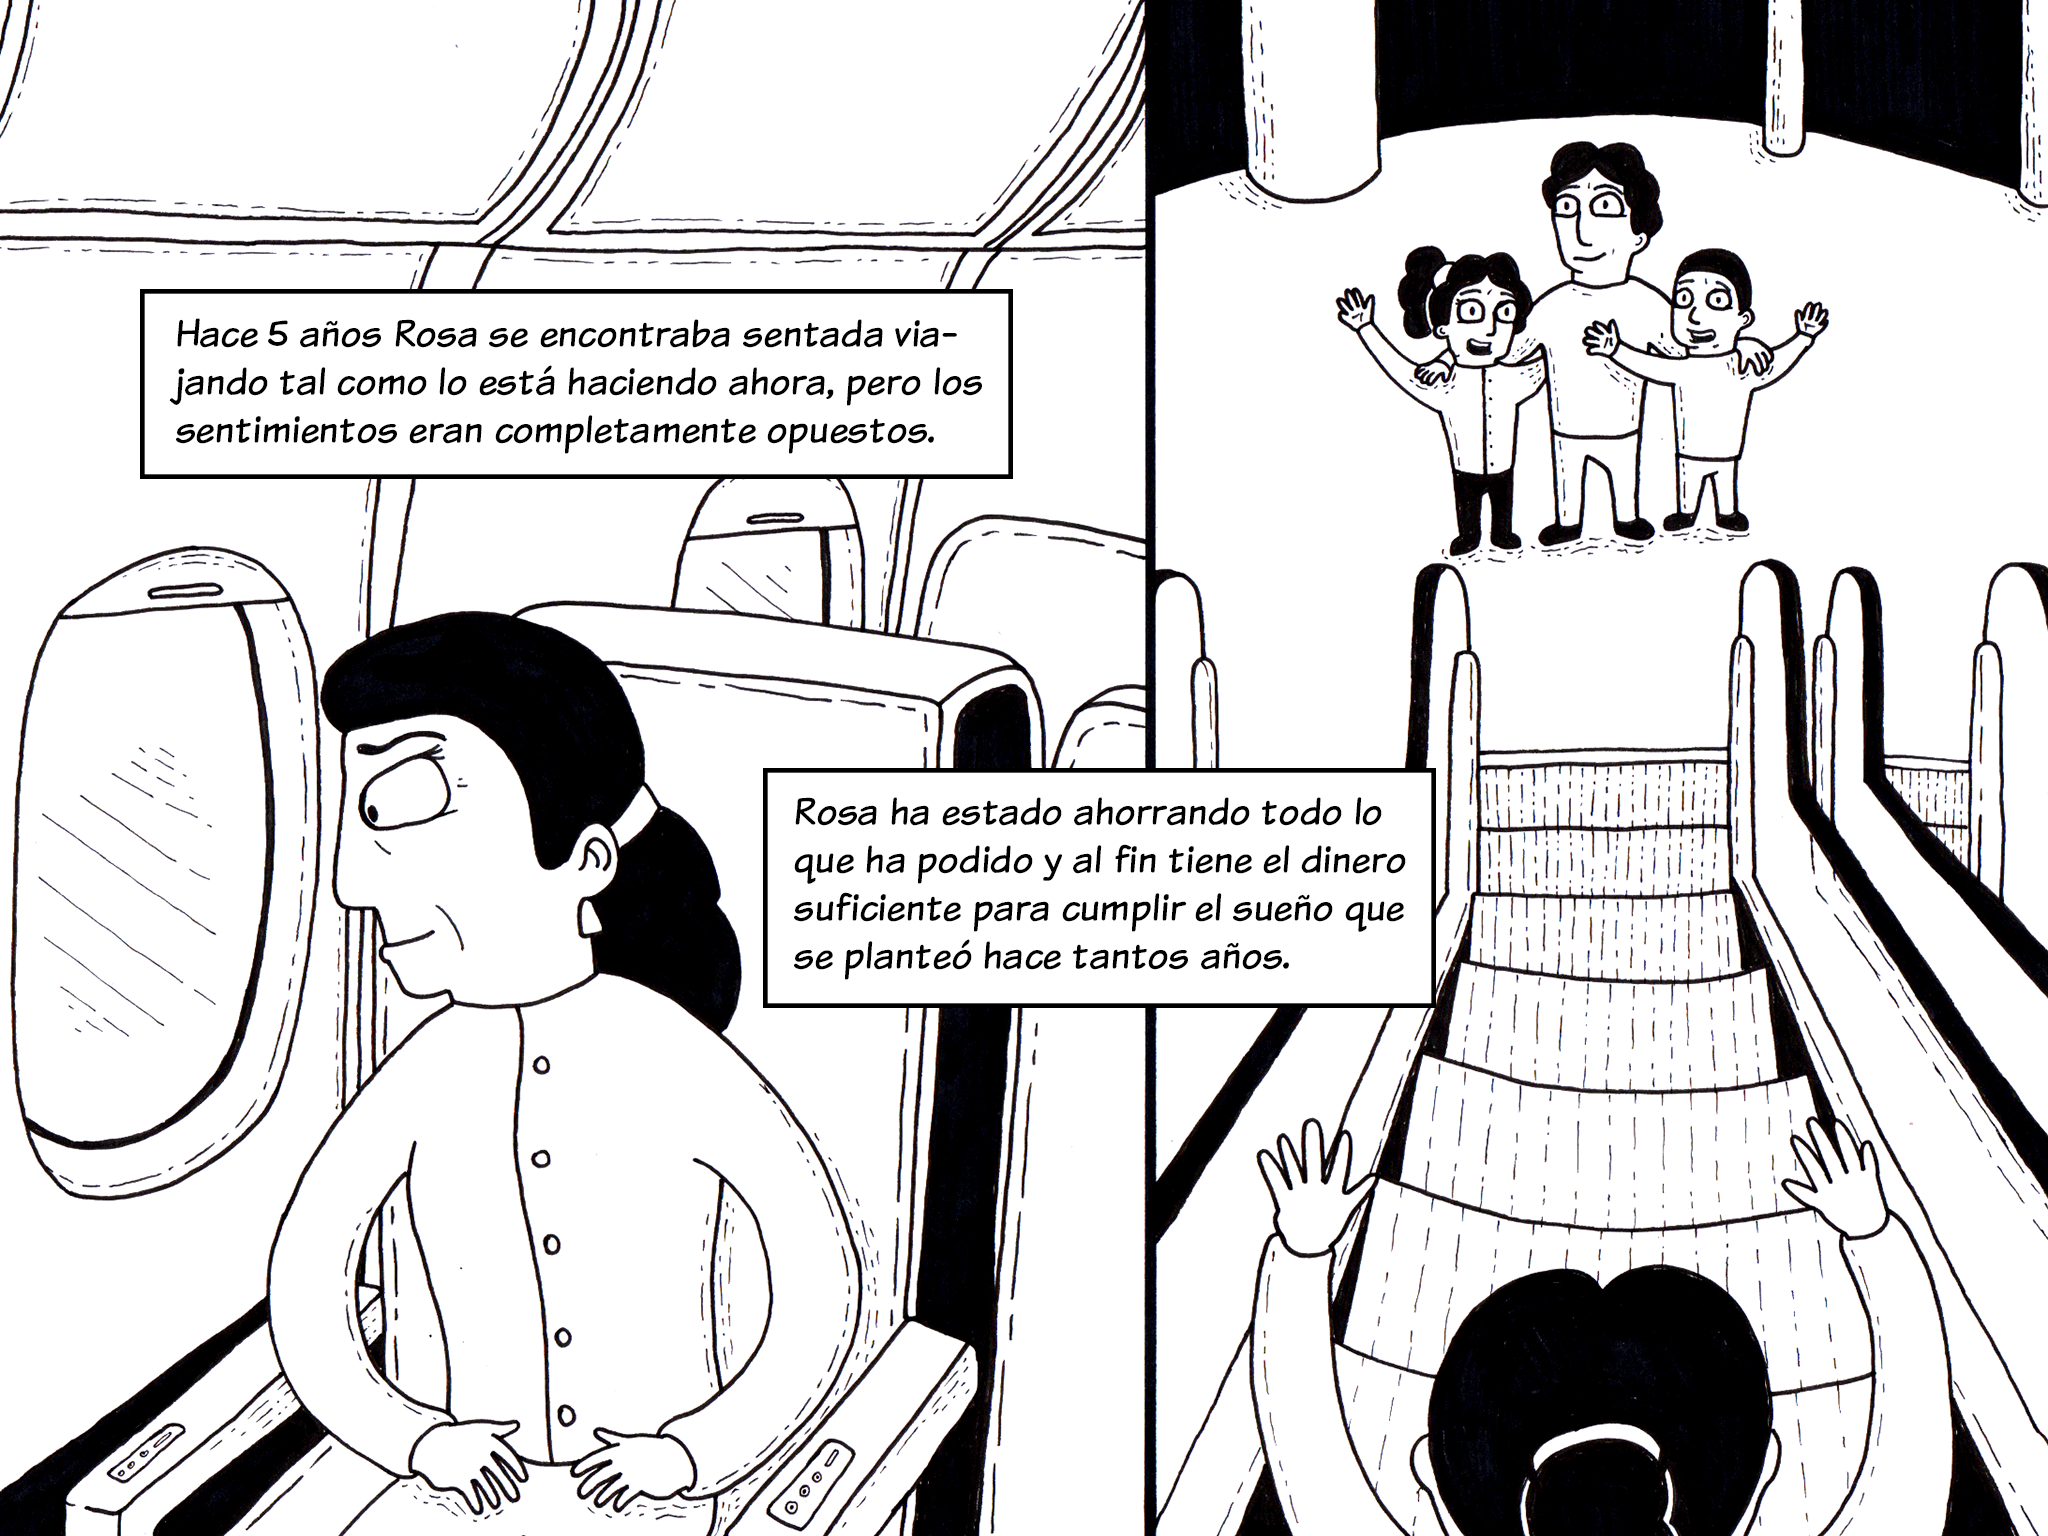 Hace 5 años Rosa se encontraba sentada via-
jando tal como lo está haciendo ahora, pero los
sentimientos eran completamente opuestos.
Rosa ha estado ahorrando todo lo
que ha podido y al fin tiene el dinero
suficiente para cumplir el sueño que
se planteó hace tantos años.